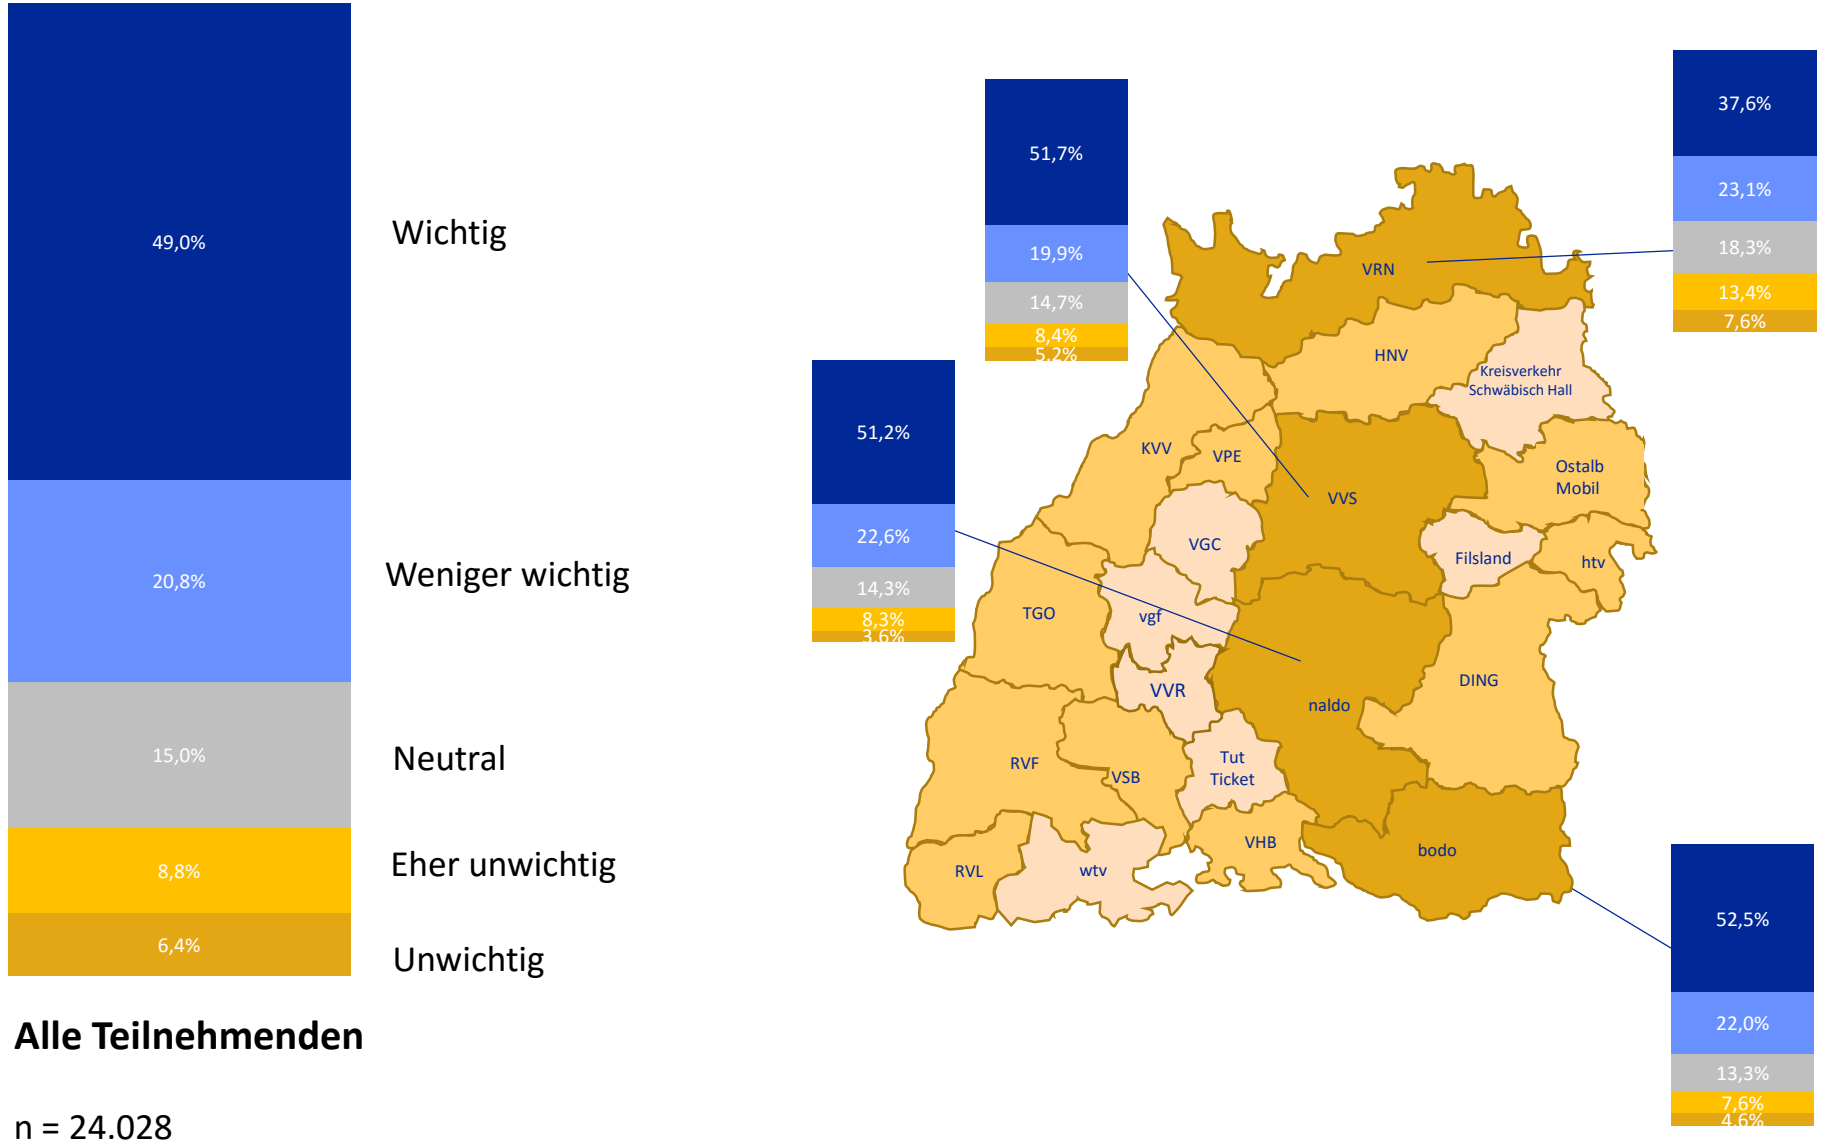 49,0%
Wichtig
20,8%
Weniger wichtig
15,0%
Neutral
8,8%
Eher unwichtig
6,4%
Unwichtig
Alle Teilnehmenden
n = 24.028
51,7%
19,9%
14,7%
8,4%
5,2%
51,2%
22,6%
14,3%
8,3%
3,6%
37,6%
23,1%
18,3%
13,4%
7,6%
52,5%
22,0%
13,3%
7,6%
4,6%
VRN
HNV
Kreisverkehr
Schwäbisch Hall
KVV
VPE
VVS
Ostalb
Mobil
VGC
Filsland
htv
TGO
vgf
VVR
naldo
DING
RVF
VSB
Tut
Ticket
VHB
bodo
RVL
wtv